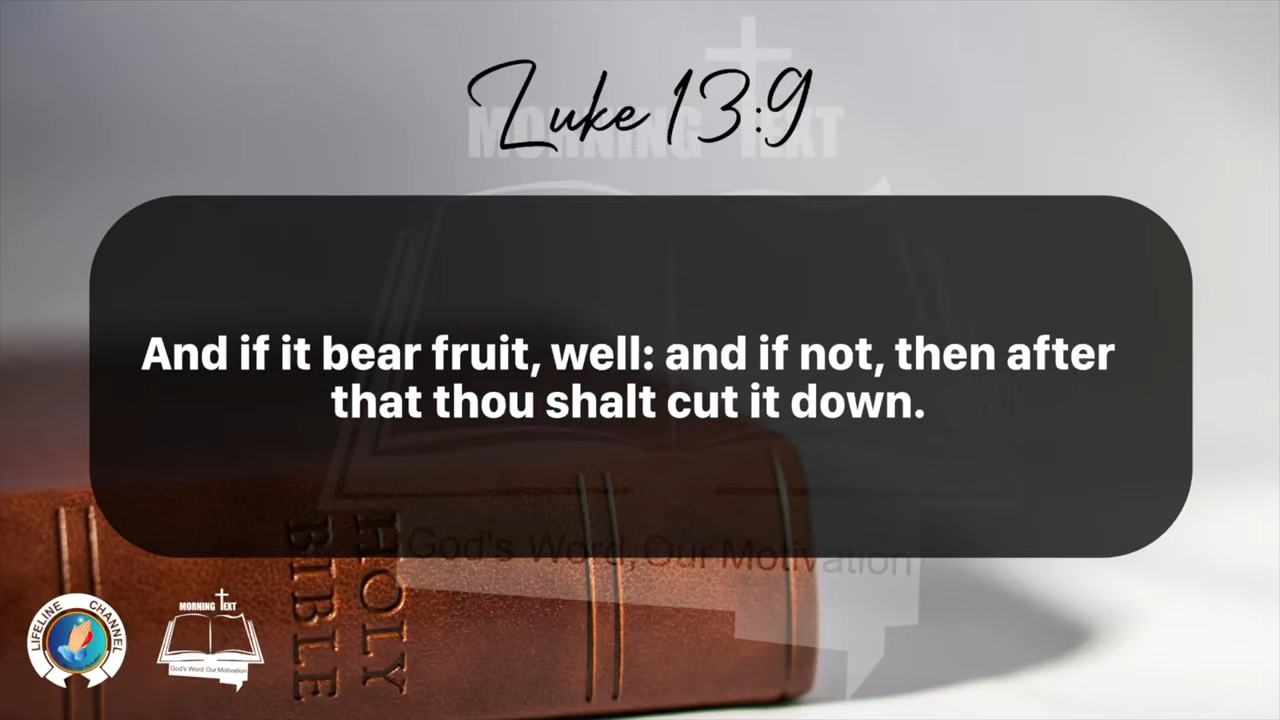 Luke 13:9
MORNING TEXT
And if it bear fruit, well: and if not, then after
that thou shalt cut it down.
God's Word, Our Motivation
HOLY
BIBLE
LIFELINE CHANNEL
MORNING TEXT
God's Word, Our Motivation